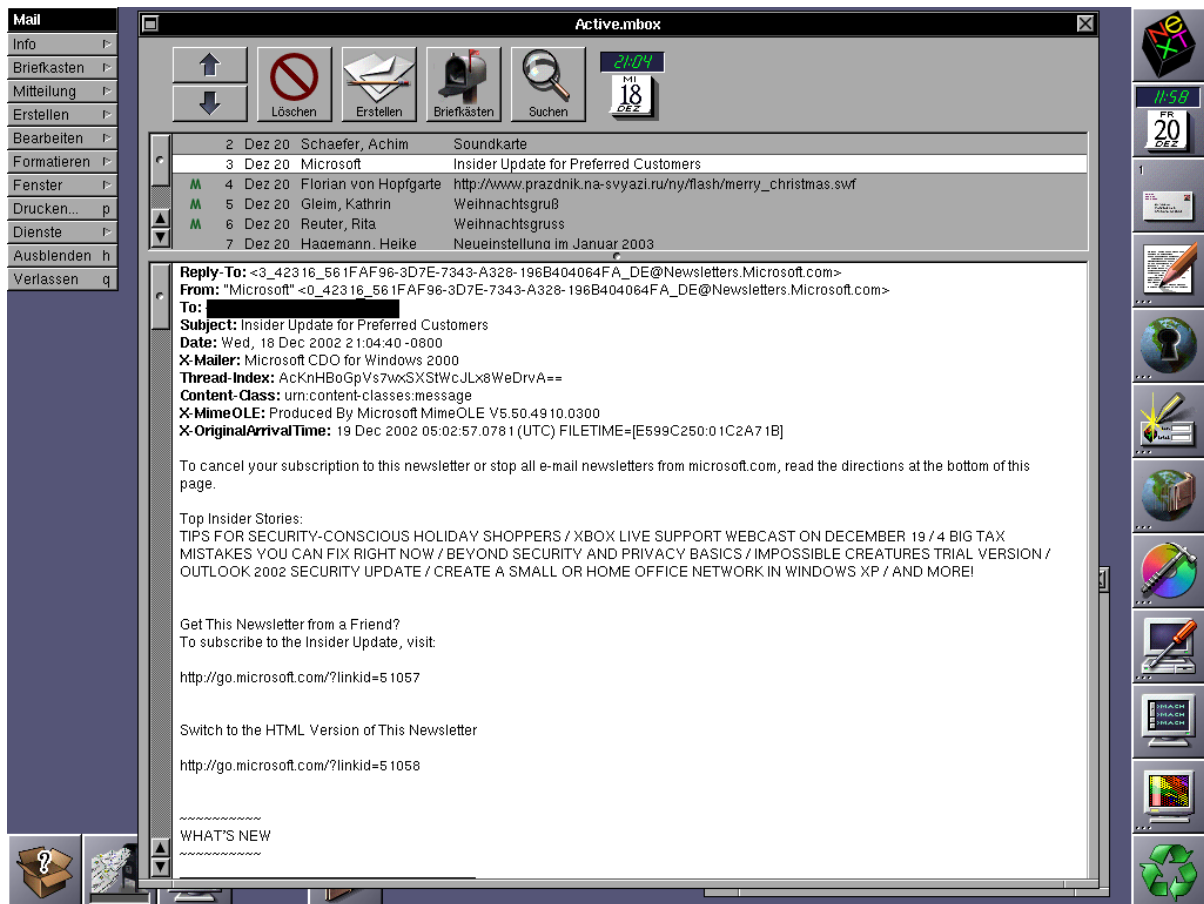 Mail
Info
Briefkasten
Mitteilung
Erstellen
Bearbeiten
Formatieren
Fenster
Drucken... p
Dienste
Ausblenden h
Verlassen q
Active.mbox
Löschen
Erstellen
Briefkästen
Suchen
21:04
MI
18
DEZ
2 Dez 20 Schaefer, Achim Soundkarte
3 Dez 20 Microsoft Insider Update for Preferred Customers
4 Dez 20 Florian von Hopfgarte http://www.prazdnik.na-svyazi.ru/ny/flash/merry_christmas.swf
5 Dez 20 Gleim, Kathrin Weihnachtsgruß
6 Dez 20 Reuter, Rita Weihnachtsgruss
7 Dez 20 Hagemann, Heike Neueinstellung im Januar 2003
Reply-To: <3_42316_561FAF96-3D7E-7343-A328-196B404064FA_DE@Newsletters.Microsoft.com>
From: "Microsoft" <0_42316_561FAF96-3D7E-7343-A328-196B404064FA_DE@Newsletters.Microsoft.com>
To:
Subject: Insider Update for Preferred Customers
Date: Wed, 18 Dec 2002 21:04:40 -0800
X-Mailer: Microsoft CDO for Windows 2000
Thread-Index: AcKnHBoGpVs7wxSXStWcJLx8WeDrvA==
Content-Class: urn:content-classes:message
X-MimeOLE: Produced By Microsoft MimeOLE V5.50.4910.0300
X-OriginalArrivalTime: 19 Dec 2002 05:02:57.0781 (UTC) FILETIME=[E599C250:01C2A71B]
To cancel your subscription to this newsletter or stop all e-mail newsletters from microsoft.com, read the directions at the bottom of this
page.
Top Insider Stories:
TIPS FOR SECURITY-CONSCIOUS HOLIDAY SHOPPERS / XBOX LIVE SUPPORT WEBCAST ON DECEMBER 19 / 4 BIG TAX
MISTAKES YOU CAN FIX RIGHT NOW / BEYOND SECURITY AND PRIVACY BASICS / IMPOSSIBLE CREATURES TRIAL VERSION /
OUTLOOK 2002 SECURITY UPDATE / CREATE A SMALL OR HOME OFFICE NETWORK IN WINDOWS XP / AND MORE!
Get This Newsletter from a Friend?
To subscribe to the Insider Update, visit:
http://go.microsoft.com/?linkid=51057
Switch to the HTML Version of This Newsletter
http://go.microsoft.com/?linkid=51058
~~~~~~~~~~
WHAT'S NEW
~~~~~~~~~~
NeXT
11:58
FR
20
DEZ
1